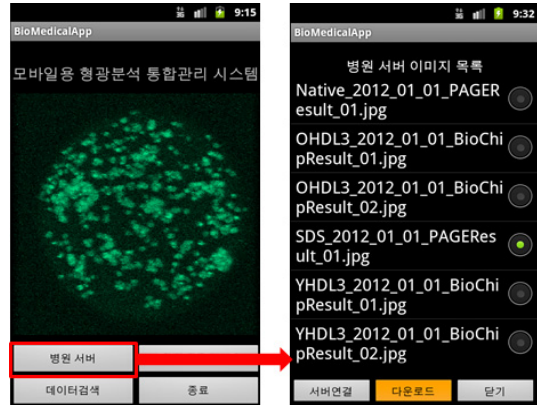 3G 9:15
BioMedicalApp
모바일용 형광분석 통합관리 시스템
병원 서버
데이터검색
종료
3G 9:32
BioMedicalApp
병원 서버 이미지 목록
Native_2012_01_01_PAGER
esult_01.jpg
OHDL3_2012_01_01_BioChi
pResult_01.jpg
OHDL3_2012_01_01_BioChi
pResult_02.jpg
SDS_2012_01_01_PAGERes
ult_01.jpg
YHDL3_2012_01_01_BioChi
pResult_01.jpg
YHDL3_2012_01_01_BioChi
pResult_02.jpg
서버연결
다운로드
닫기